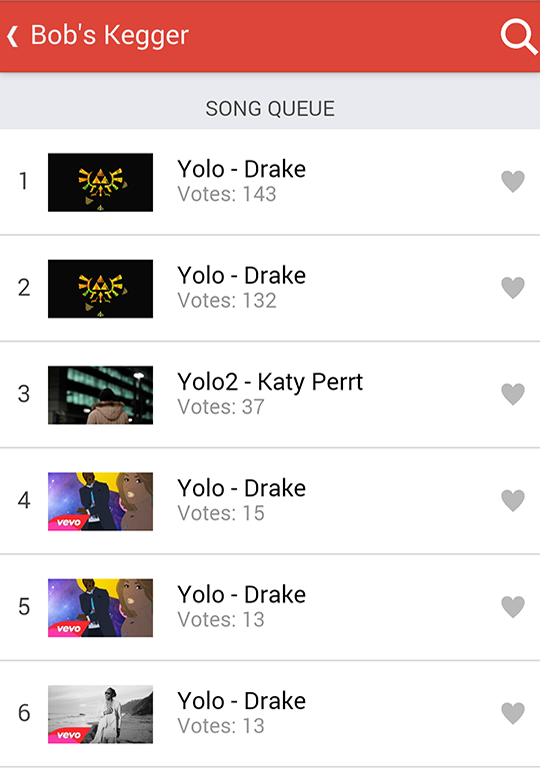 Bob's Kegger
SONG QUEUE
1
Yolo - Drake
Votes: 143
2
Yolo - Drake
Votes: 132
3
Yolo2 - Katy Perrt
Votes: 37
4
vevo
Yolo - Drake
Votes: 15
5
vevo
Yolo - Drake
Votes: 13
6
vevo
Yolo - Drake
Votes: 13